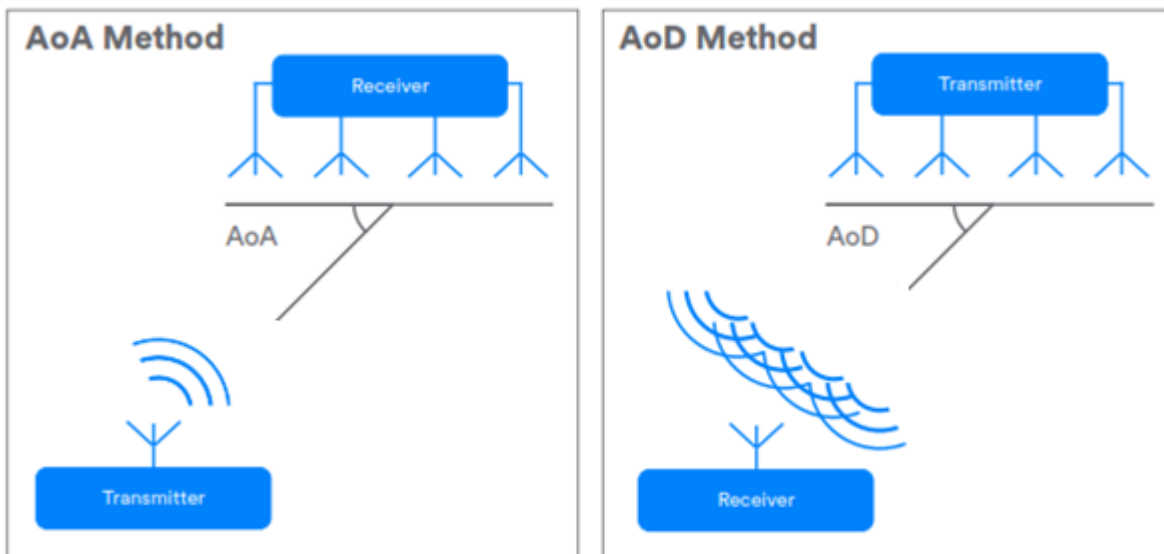 AoA Method
Receiver
AoA
Transmitter
AoD Method
Transmitter
AoD
Receiver